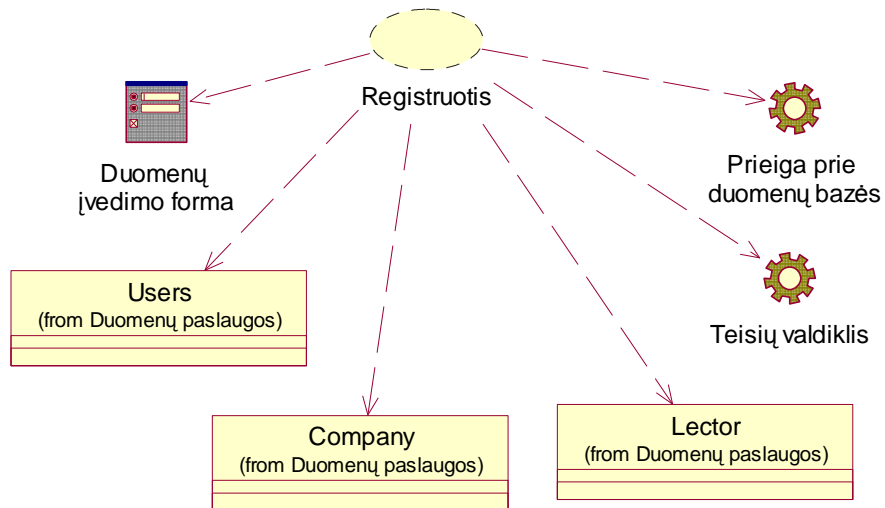 Registruotis
Duomenų
įvedimo forma
Prieiga prie
duomenų bazės
Users
(from Duomenų paslaugos)
Teisių valdiklis
Company
(from Duomenų paslaugos)
Lector
(from Duomenų paslaugos)